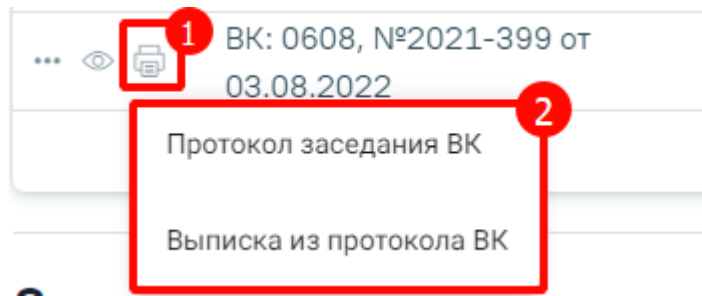 1
ВК: 0608, №2021-399 от
03.08.2022
2
Протокол заседания ВК
Выписка из протокола ВК